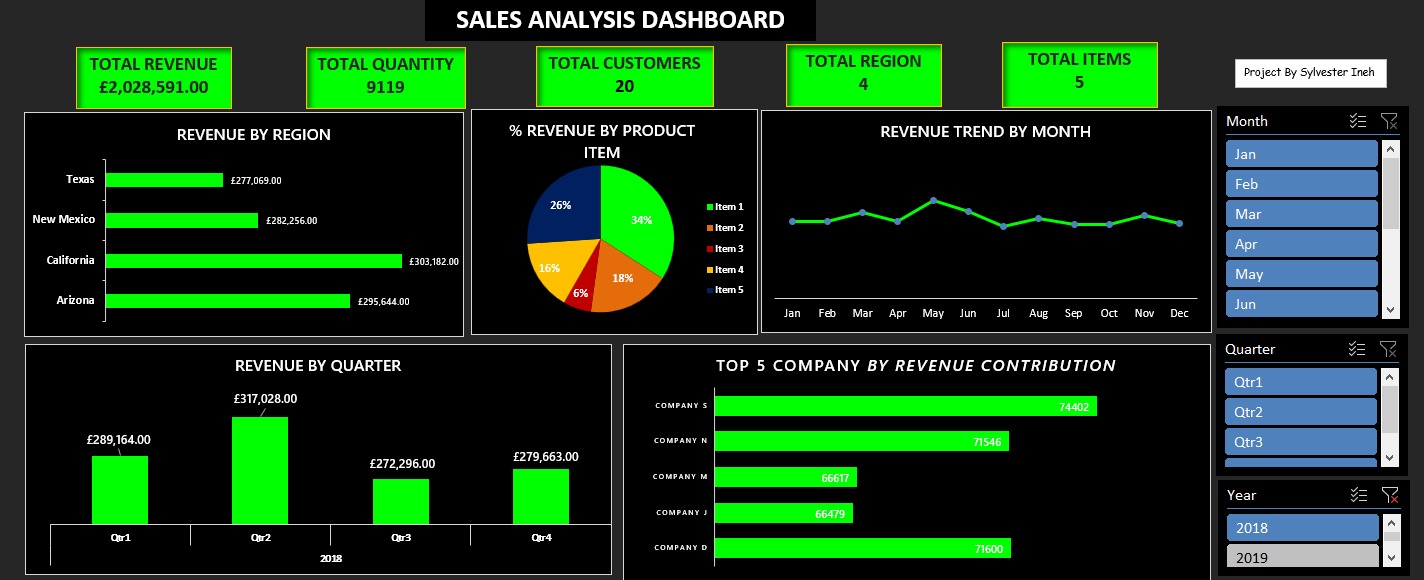 SALES ANALYSIS DASHBOARD
TOTAL REVENUE
£2,028,591.00
TOTAL QUANTITY
9119
TOTAL CUSTOMERS
20
TOTAL REGION
4
TOTAL ITEMS
5
Project By Sylvester Ineh
REVENUE BY REGION
Texas
£277,069.00
New Mexico
£282,256.00
California
£303,182.00
Arizona
£295,644.00
% REVENUE BY PRODUCT
ITEM
26%
34%
16%
6%
18%
Item 1
Item 2
Item 3
Item 4
Item 5
REVENUE TREND BY MONTH
Jan Feb Mar Apr May Jun Jul Aug Sep Oct Nov Dec
Month
Jan
Feb
Mar
Apr
May
Jun
REVENUE BY QUARTER
£289,164.00
£317,028.00
£272,296.00
£279,663.00
Qtr1 Qtr2 Qtr3 Qtr4
2018
TOP 5 COMPANY BY REVENUE CONTRIBUTION
COMPANY S
74402
COMPANY N
71546
COMPANY M
66617
COMPANY J
66479
COMPANY D
71600
Quarter
Qtr1
Qtr2
Qtr3
Year
2018
2019